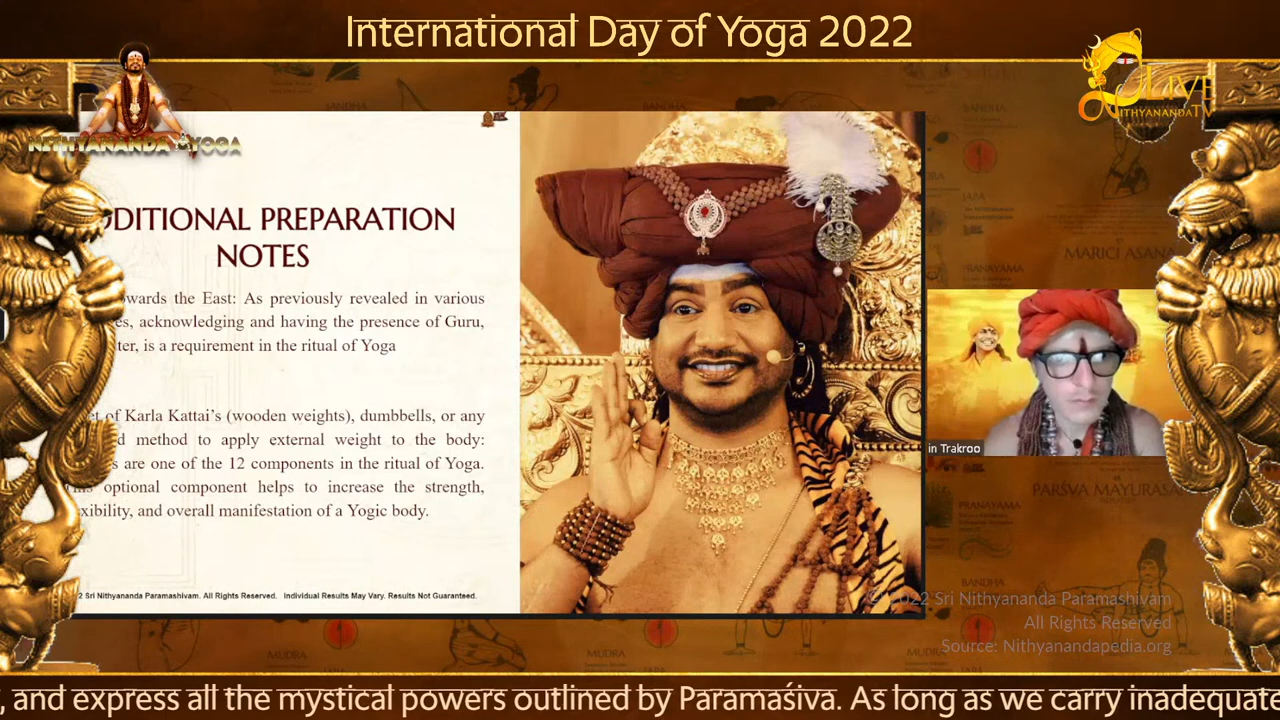 International Day of Yoga 2022
LIVE
NITHYANANDA TV
NITHYANANDA YOGA
DITIONAL PREPARATION
NOTES
wards the East: As previously revealed in various
es, acknowledging and having the presence of Guru,
ter, is a requirement in the ritual of Yoga
of Karla Kattai's (wooden weights), dumbbells, or any
d method to apply external weight to the body:
s are one of the 12 components in the ritual of Yoga.
optional component helps to increase the strength,
xibility, and overall manifestation of a Yogic body.
2 Sri Nithyananda Paramashivam. All Rights Reserved. Individual Results May Vary. Results Not Guaranteed.
MARICI ASANA
in Trakroo
PARŚVA MAYURASA
PRANAYAMA
BANDHA
© 2022 Sri Nithyananda Paramashivam
All Rights Reserved
Source: Nithyanandapedia.org
MUDRA
MUDRA
MUDRA
, and express all the mystical powers outlined by Paramaśiva. As long as we carry inadequate